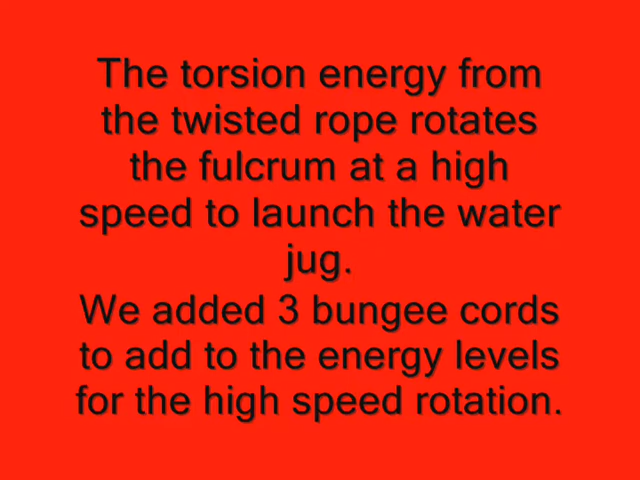 The torsion energy from
the twisted rope rotates
the fulcrum at a high
speed to launch the water
jug.
We added 3 bungee cords
to add to the energy levels
for the high speed rotation.